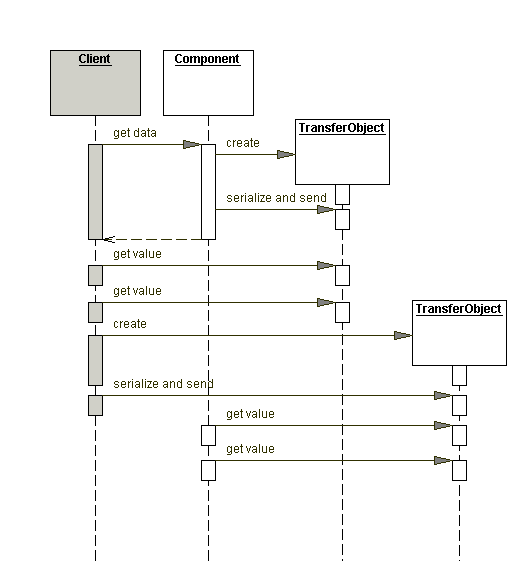 Client
Component
TransferObject
get data
create
serialize and send
get value
get value
TransferObject
create
serialize and send
get value
get value